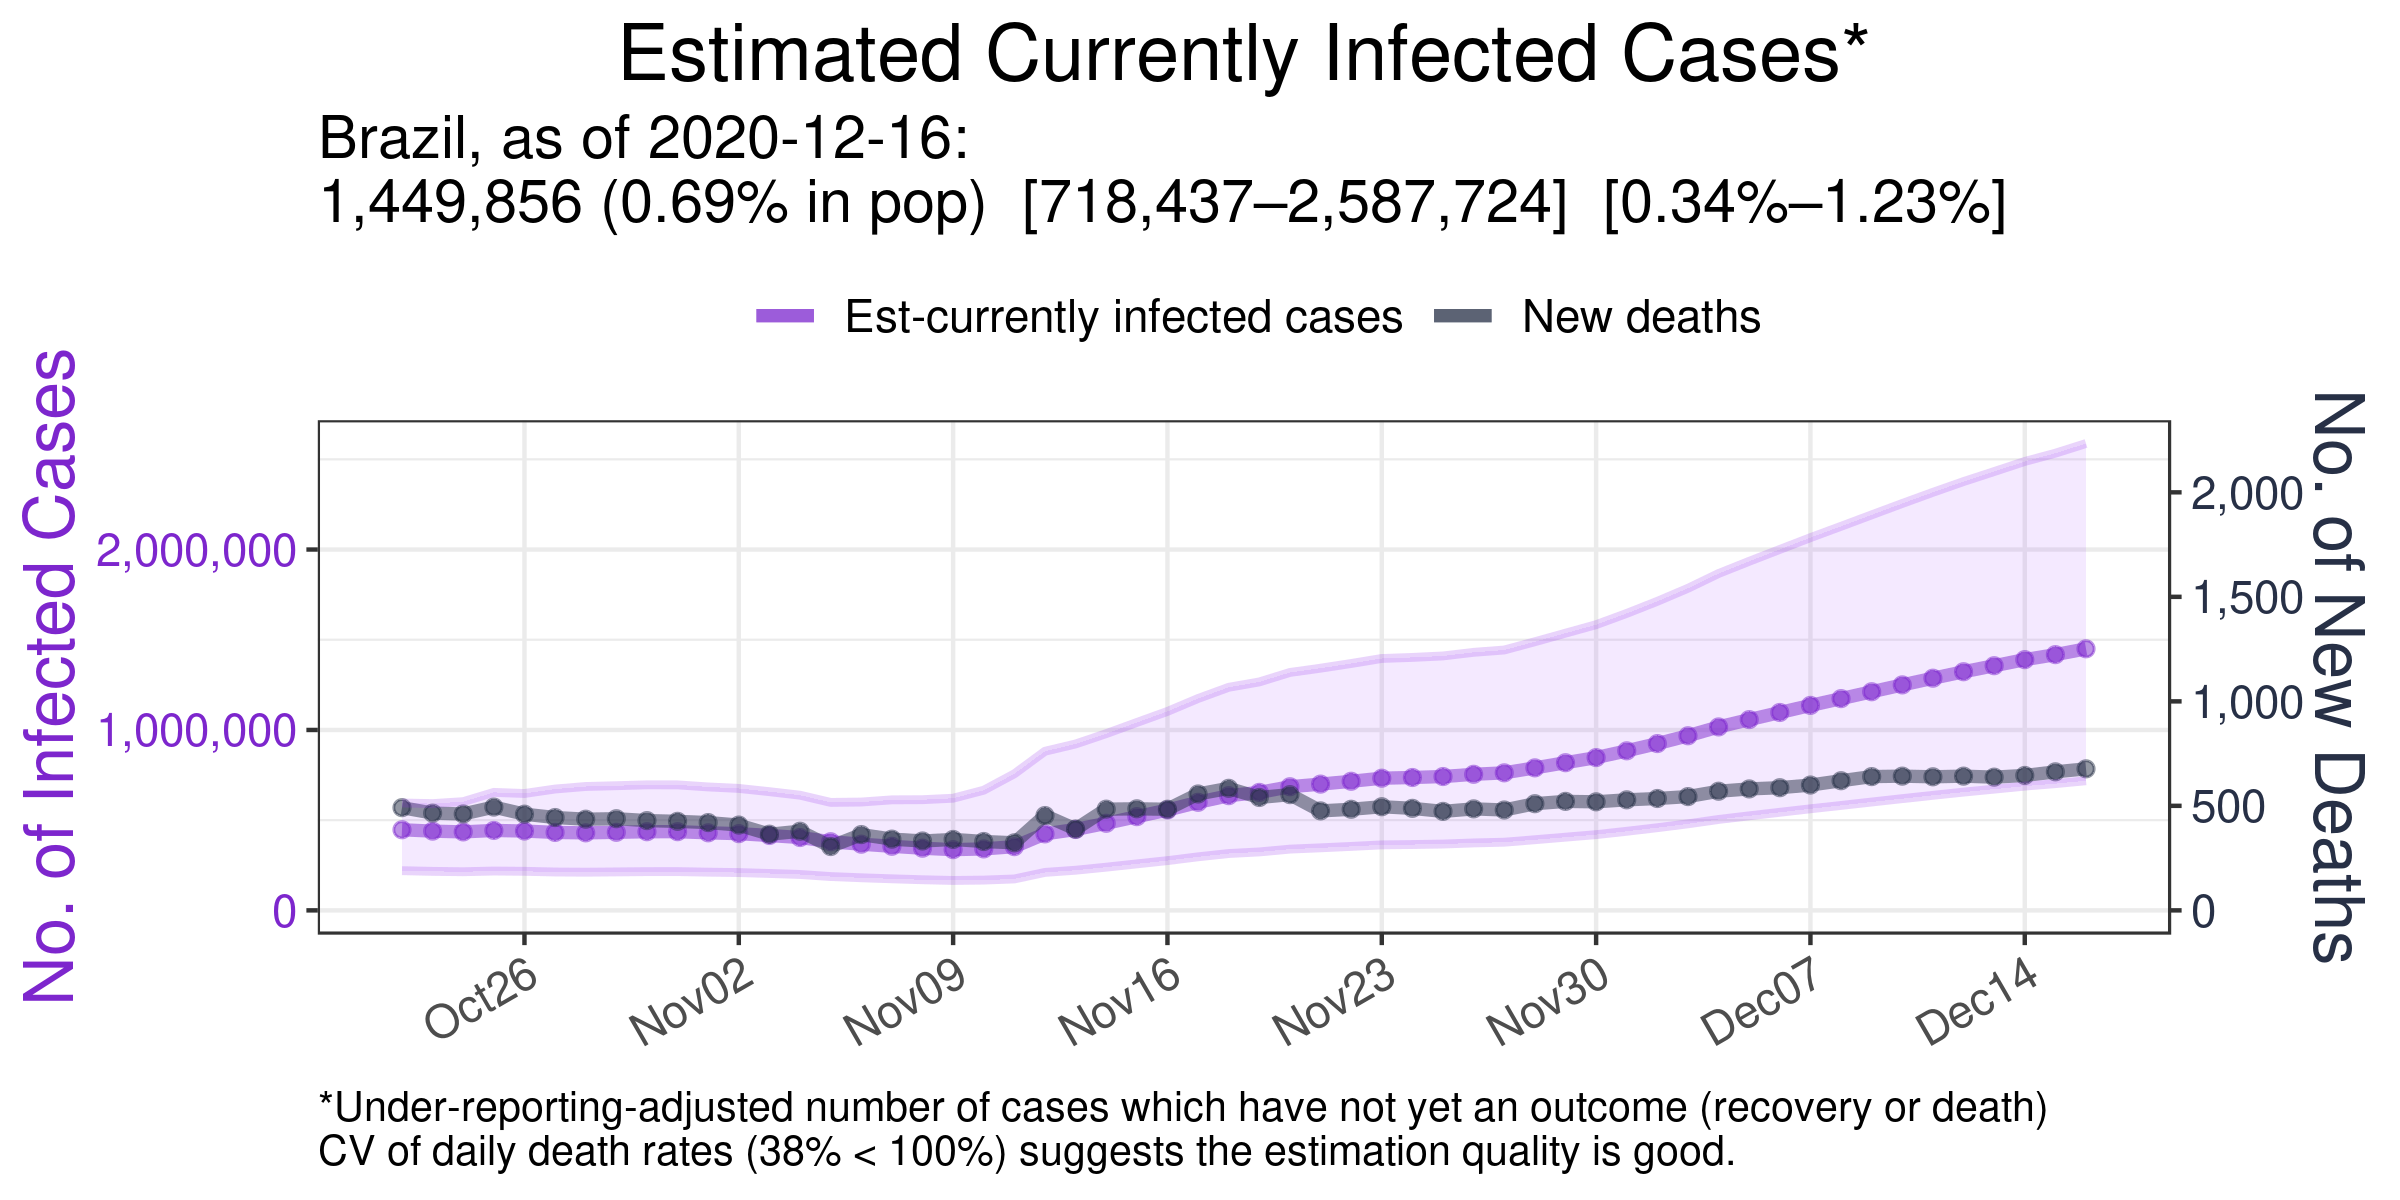 Estimated Currently Infected Cases*
Brazil, as of 2020-12-16:
1,449,856 (0.69% in pop) [718,437–2,587,724] [0.34%–1.23%]
Est-currently infected cases New deaths
No. of Infected Cases
2,000,000
1,000,000
0
No. of New Deaths
2,000
1,500
1,000
500
0
Oct26 Nov02 Nov09 Nov16 Nov23 Nov30 Dec07 Dec14
*Under-reporting-adjusted number of cases which have not yet an outcome (recovery or death)
CV of daily death rates (38% < 100%) suggests the estimation quality is good.